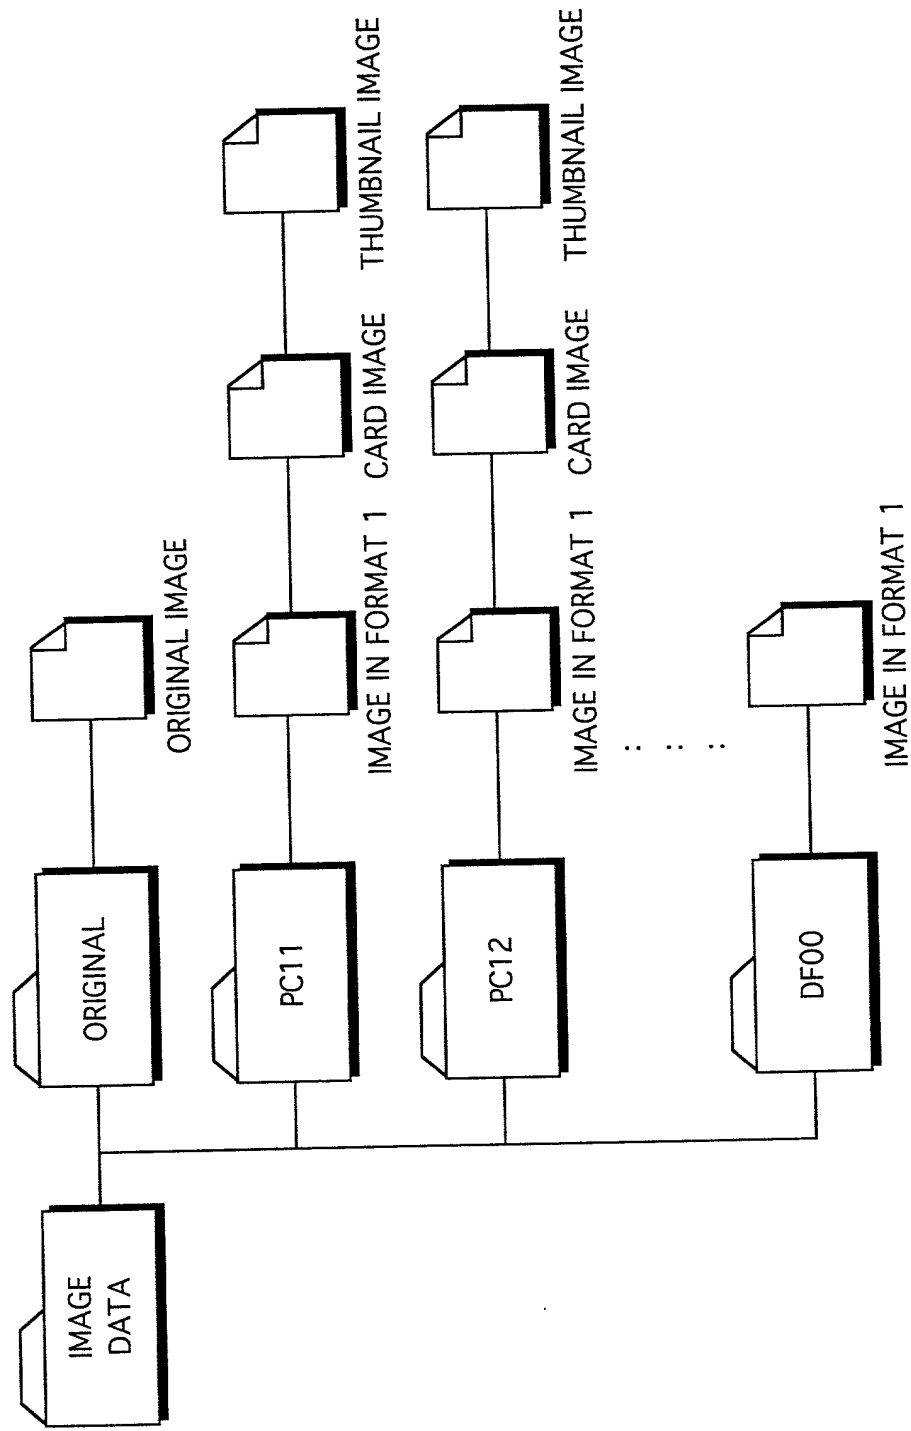 IMAGE
DATA
ORIGINAL
ORIGINAL IMAGE
PC11
IMAGE IN FORMAT 1
CARD IMAGE
THUMBNAIL IMAGE
PC12
IMAGE IN FORMAT 1
CARD IMAGE
THUMBNAIL IMAGE
DF00
IMAGE IN FORMAT 1